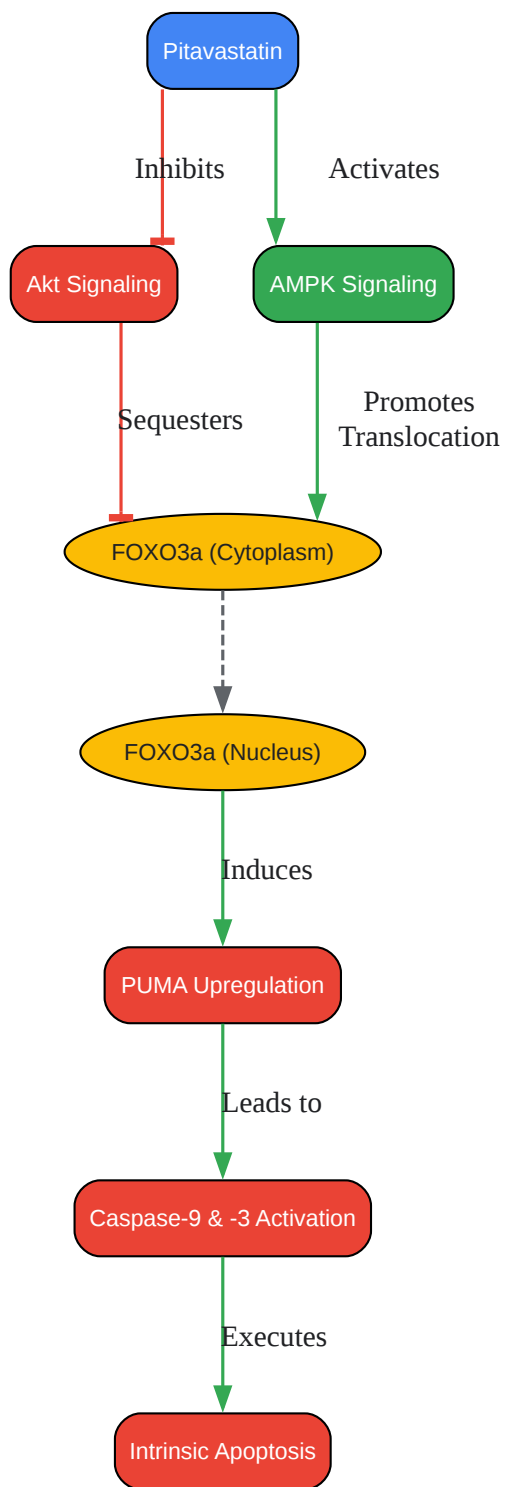 Pitavastatin
Inhibits
Activates
Akt Signaling
AMPK Signaling
Sequesters
Promotes
Translocation
FOXO3a (Cytoplasm)
FOXO3a (Nucleus)
Induces
PUMA Upregulation
Leads to
Caspase-9 & -3 Activation
Executes
Intrinsic Apoptosis